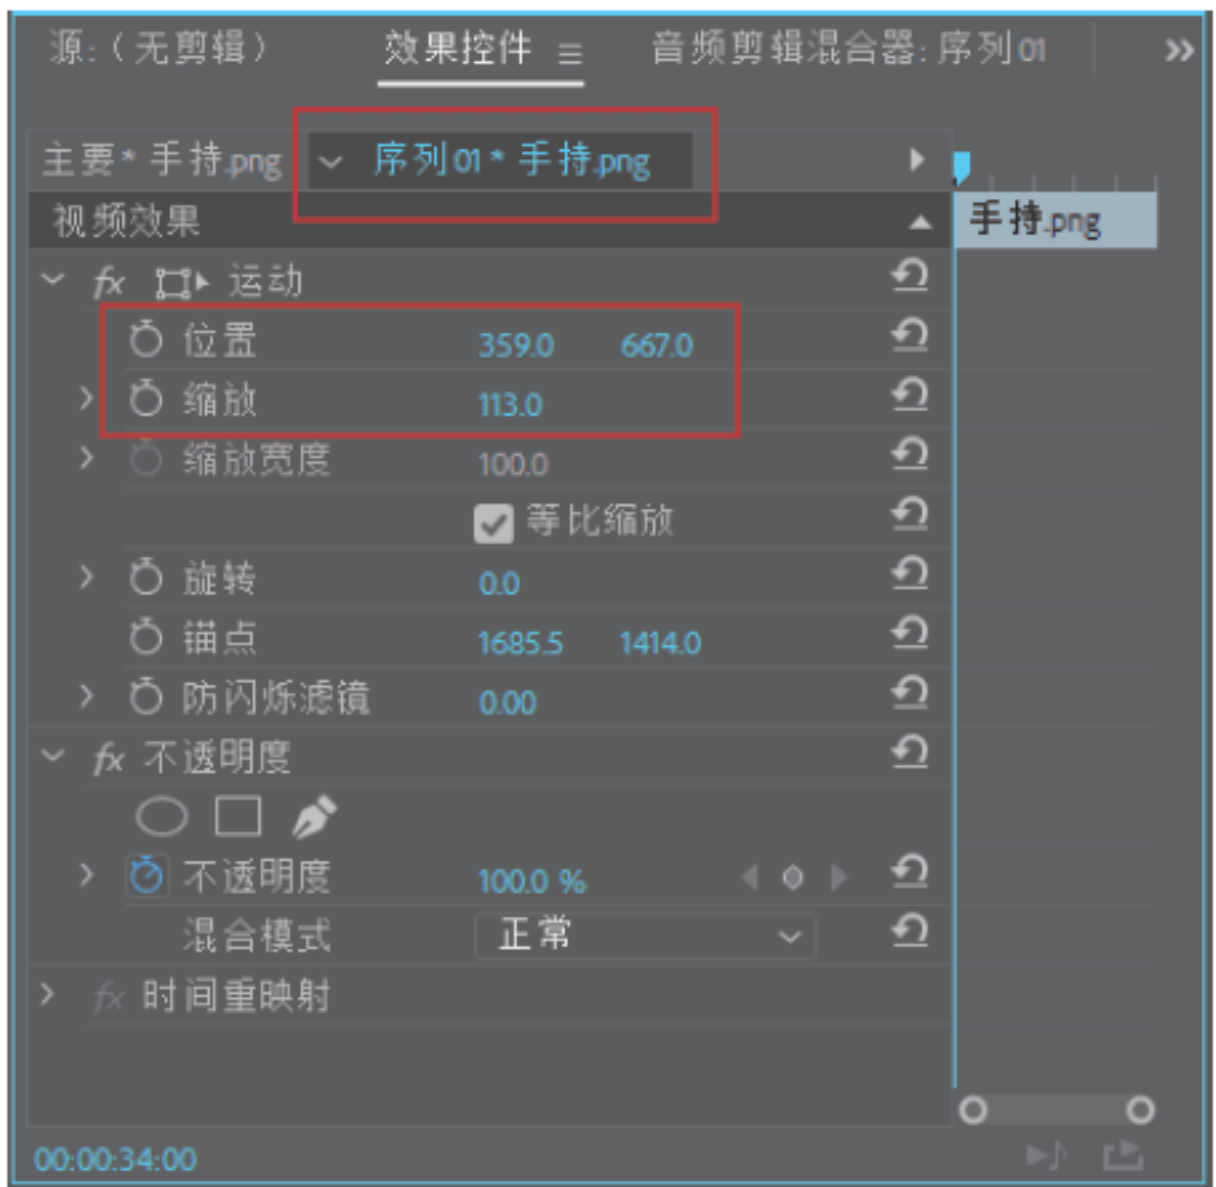 源:（无剪辑） 效果控件 音频剪辑混合器: 序列 01
主要* 手持.png 序列 01* 手持.png
视频效果 手持.png
fx 运动
位置 359.0 667.0
缩放 113.0
缩放宽度 100.0
等比缩放
旋转 0.0
锚点 1685.5 1414.0
防闪烁滤镜 0.00
fx 不透明度
不透明度 100.0 %
混合模式 正常
fx 时间重映射
00:00:34:00